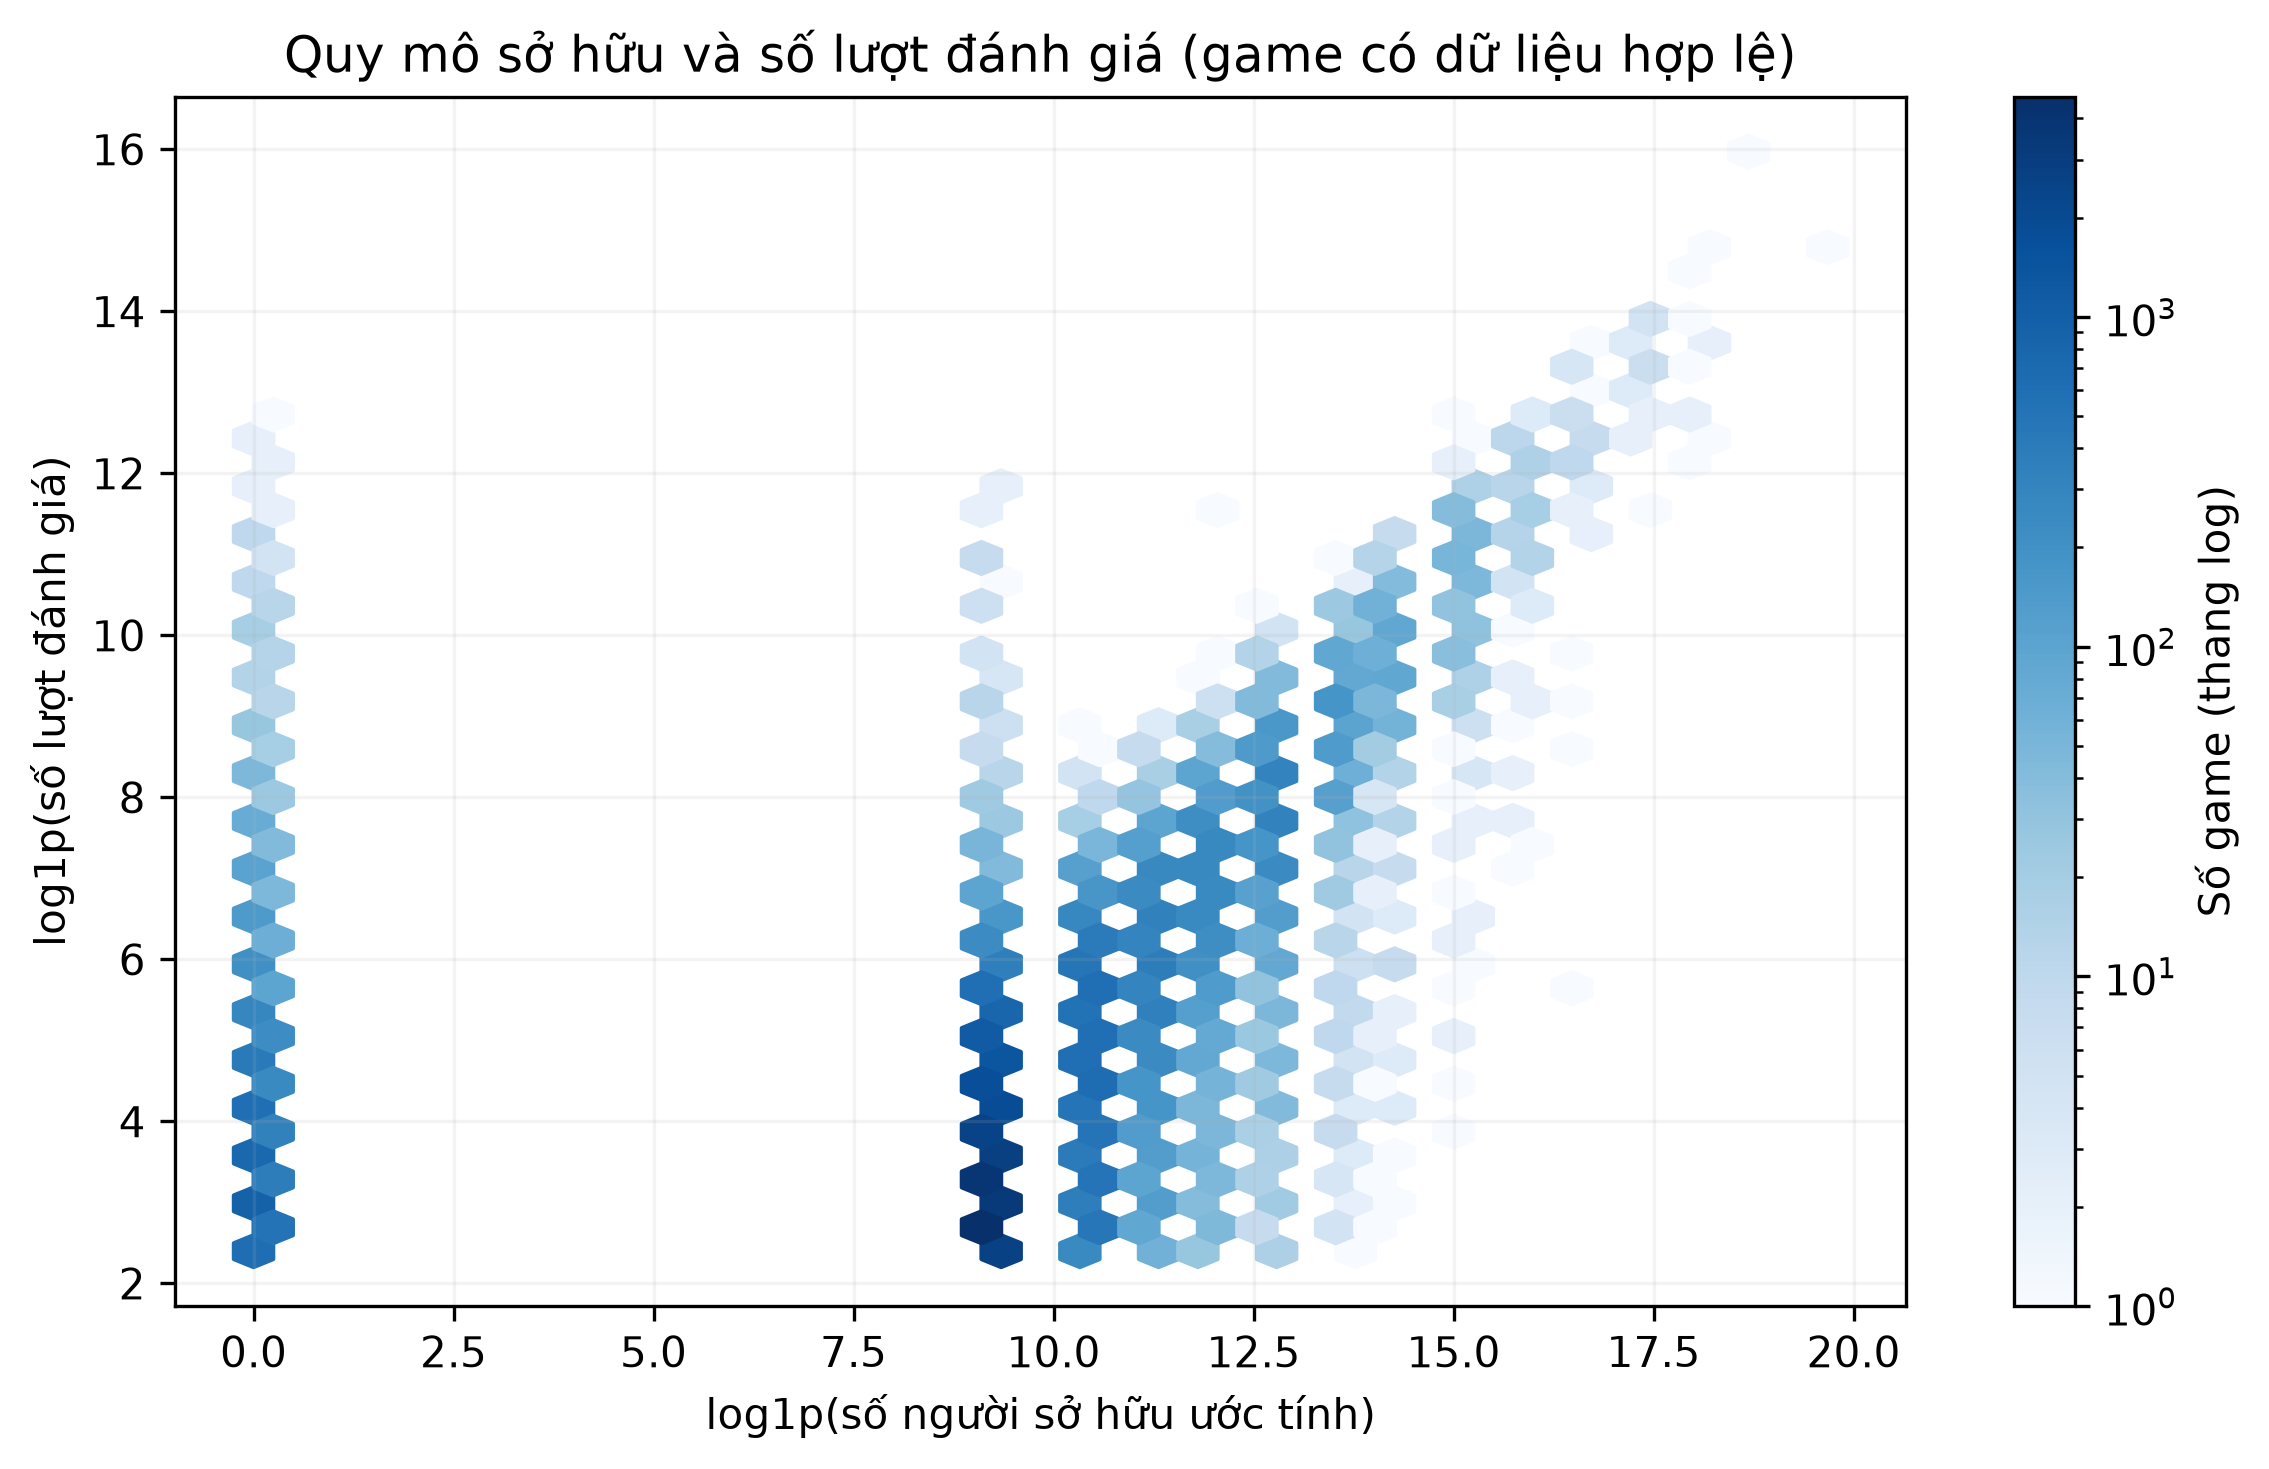 Quy mô sở hữu và số lượt đánh giá (game có dữ liệu hợp lệ)
log1p(số lượt đánh giá)
16
14
12
10
8
6
4
2
0.0 2.5 5.0 7.5 10.0 12.5 15.0 17.5 20.0
log1p(số người sở hữu ước tính)
10³
10²
10¹
10⁰
Số game (thang log)